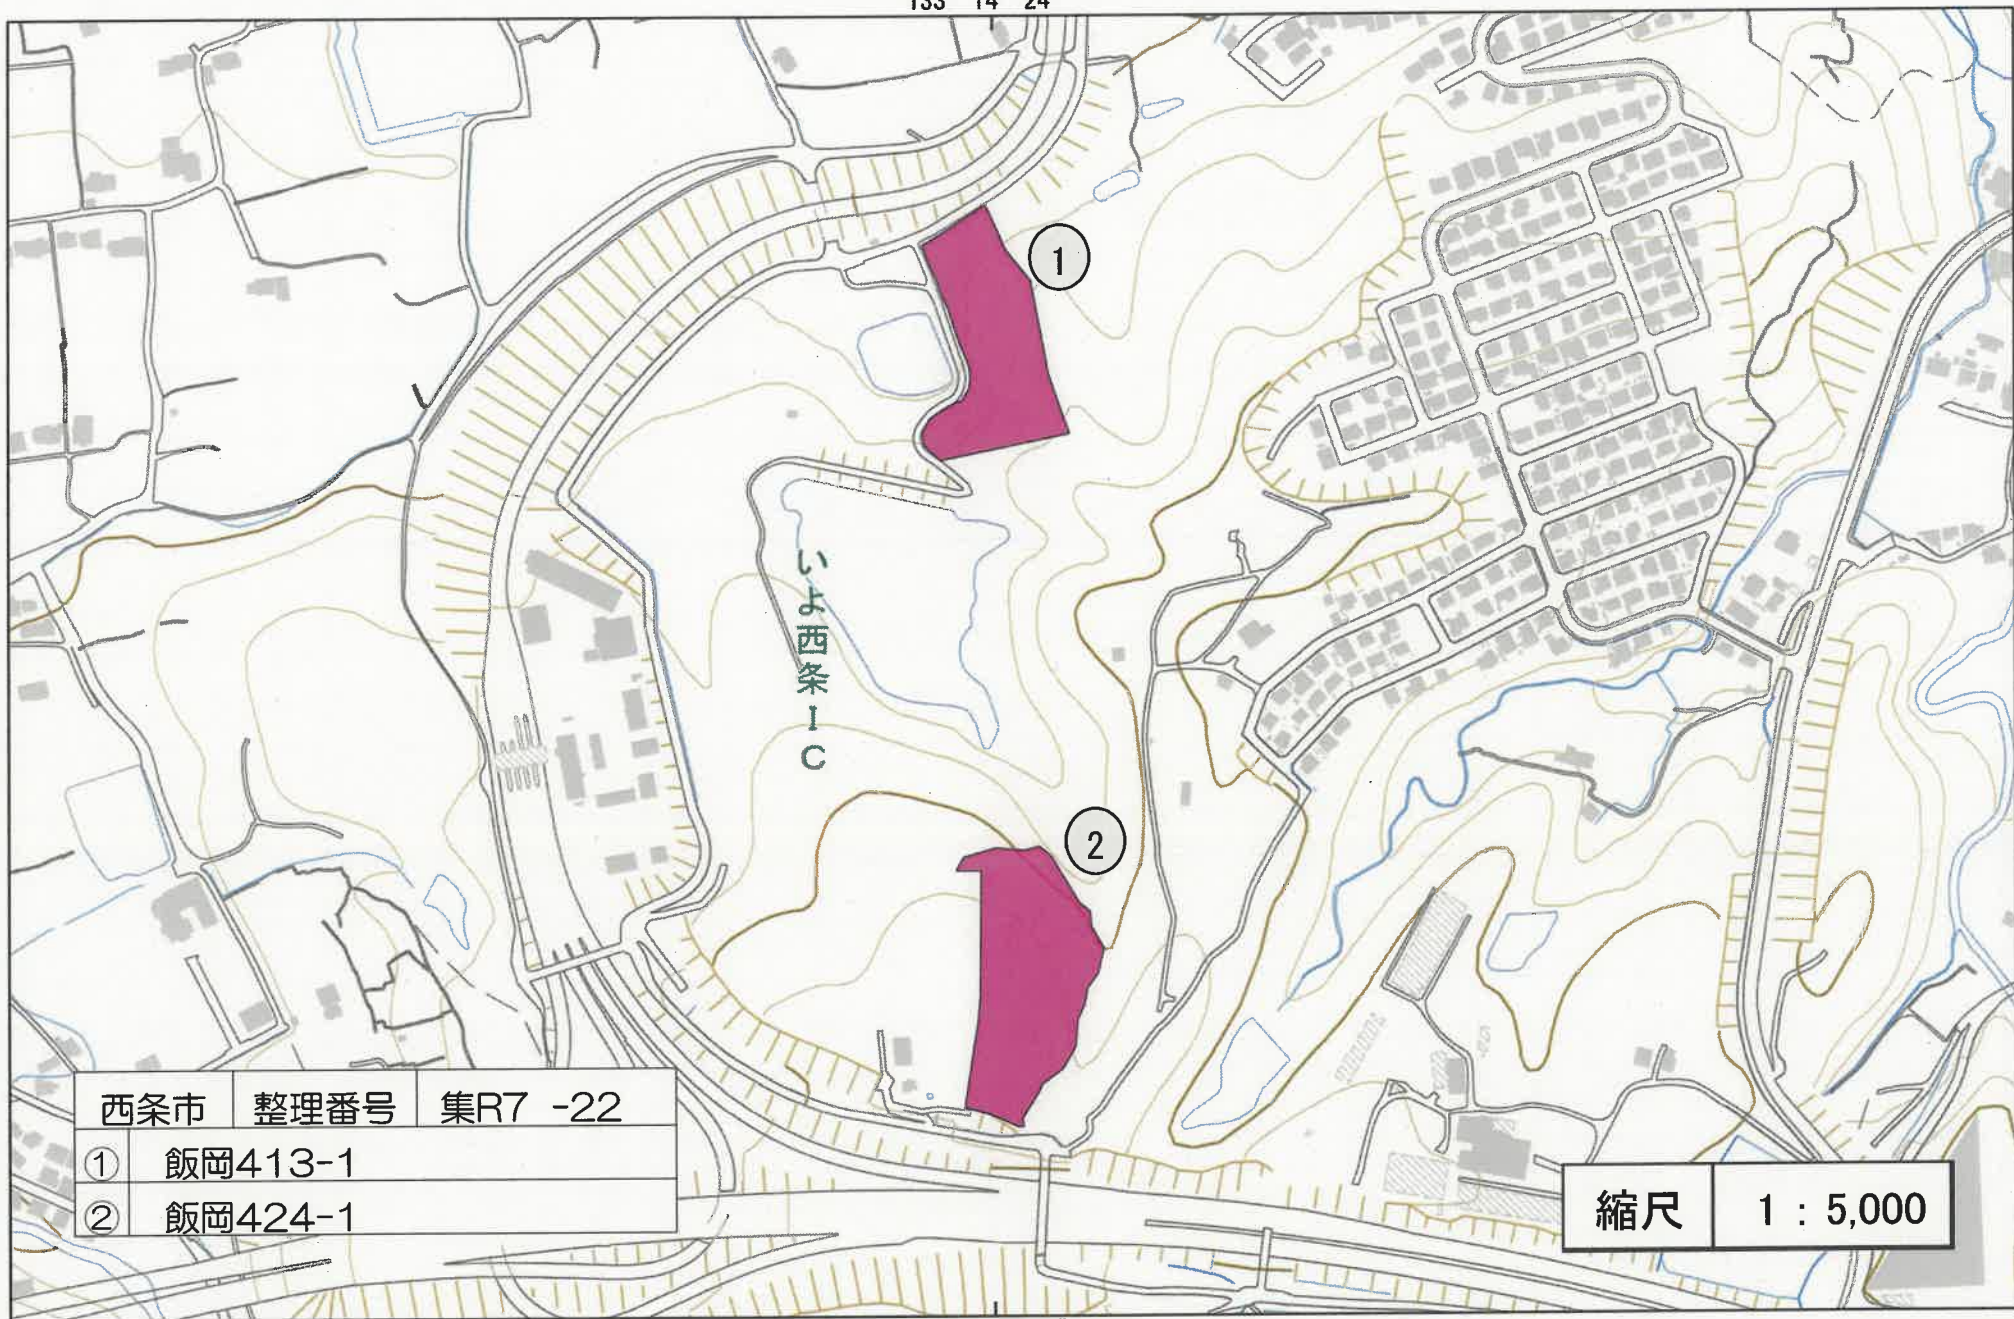 133 14 24
①
いよ西条IC
②
西条市 整理番号 集R7 -22
① 飯岡413-1
② 飯岡424-1
縮尺 1：5,000